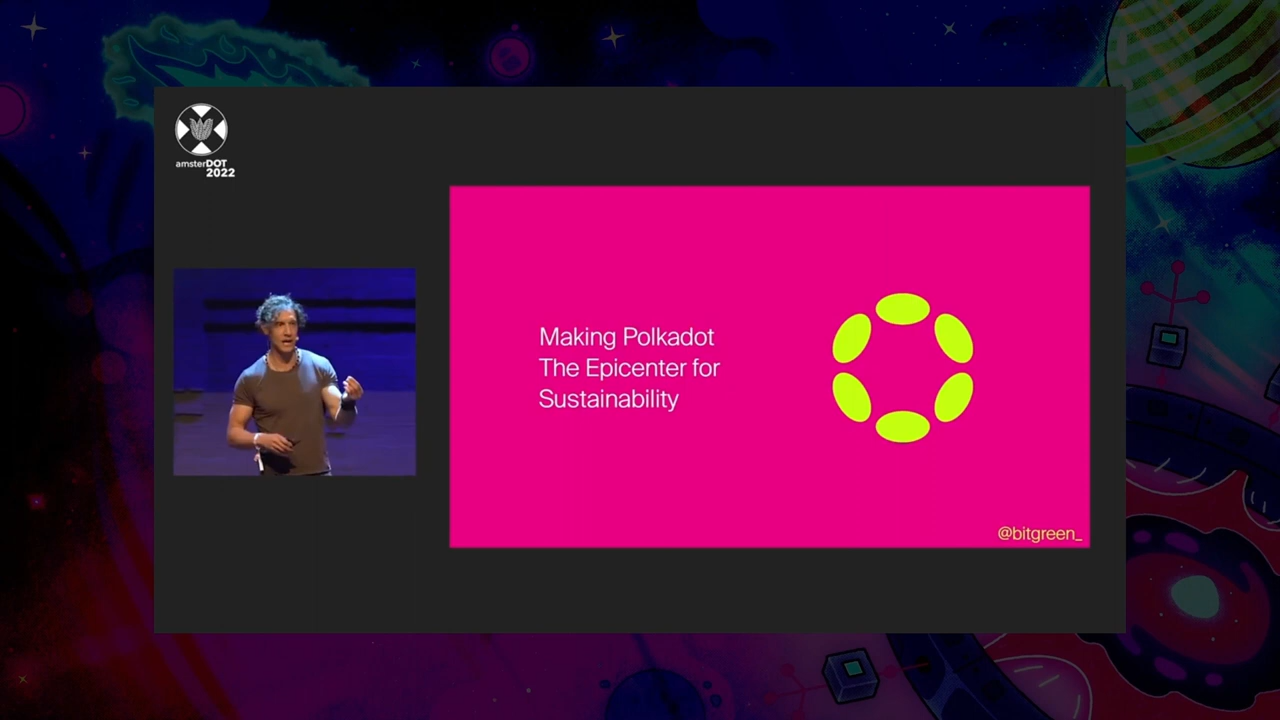 amsterDOT
2022
Making Polkadot
The Epicenter for
Sustainability
@bitgreen_